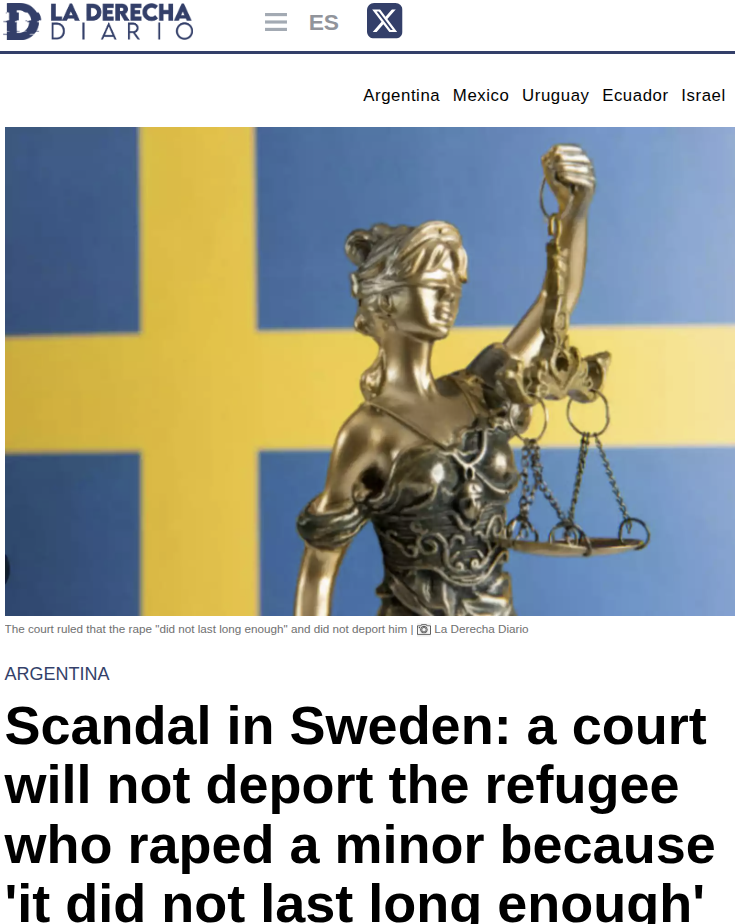 LA DERECHA
DIARIO
ES
Argentina Mexico Uruguay Ecuador Israel
The court ruled that the rape "did not last long enough" and did not deport him | La Derecha Diario
ARGENTINA
Scandal in Sweden: a court
will not deport the refugee
who raped a minor because
'it did not last long enough'